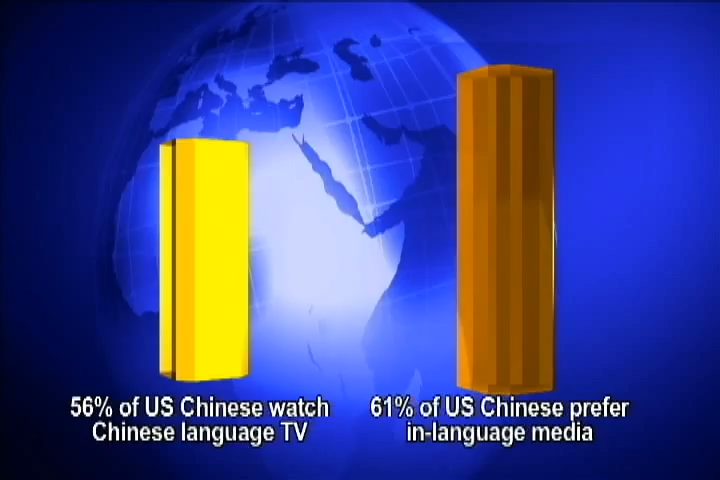 56% of US Chinese watch
Chinese language TV
61% of US Chinese prefer
in-language media